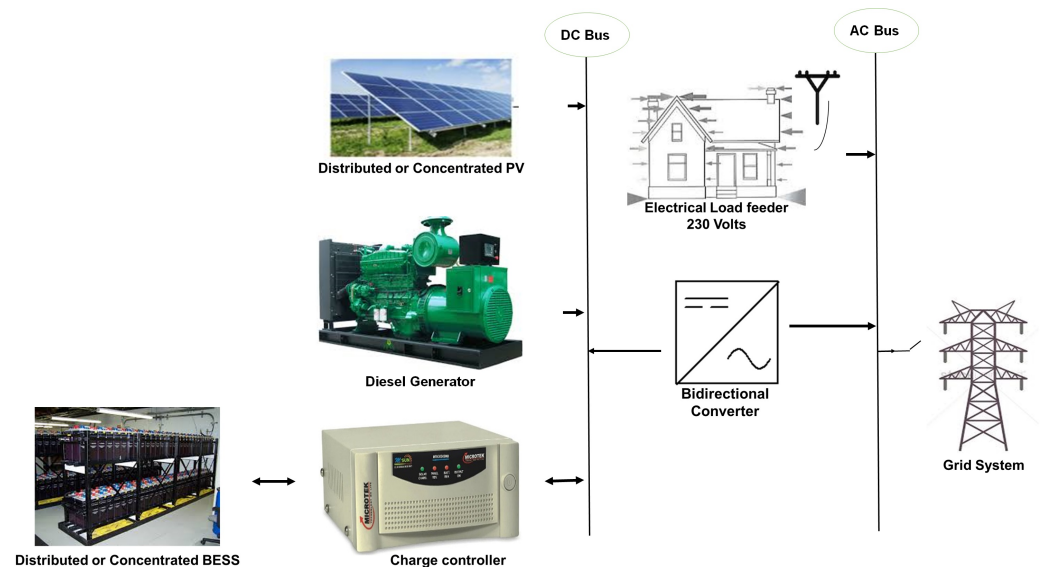 DC Bus
AC Bus
Distributed or Concentrated PV
Electrical Load feeder
230 Volts
Diesel Generator
Bidirectional
Converter
Grid System
MICROTEK
MICROTEK
Distributed or Concentrated BESS
Charge controller